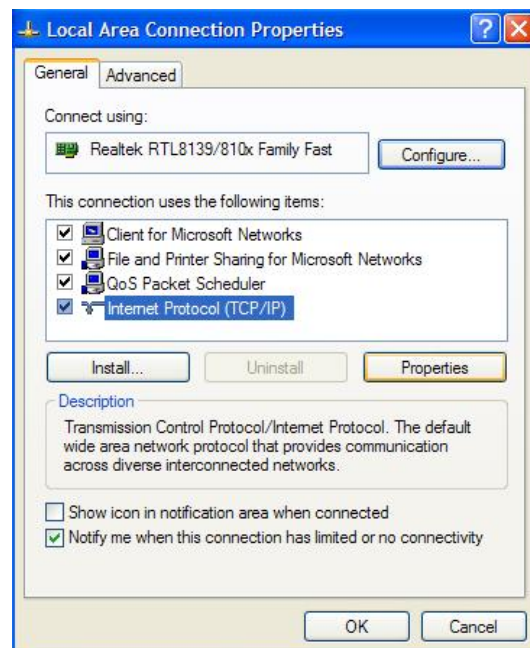 Local Area Connection Properties
General Advanced
Connect using:
Realtek RTL8139/810x Family Fast Configure...
This connection uses the following items:
Client for Microsoft Networks
File and Printer Sharing for Microsoft Networks
QoS Packet Scheduler
Internet Protocol (TCP/IP)
Install... Uninstall Properties
Description
Transmission Control Protocol/Internet Protocol. The default
wide area network protocol that provides communication
across diverse interconnected networks.
Show icon in notification area when connected
Notify me when this connection has limited or no connectivity
OK Cancel